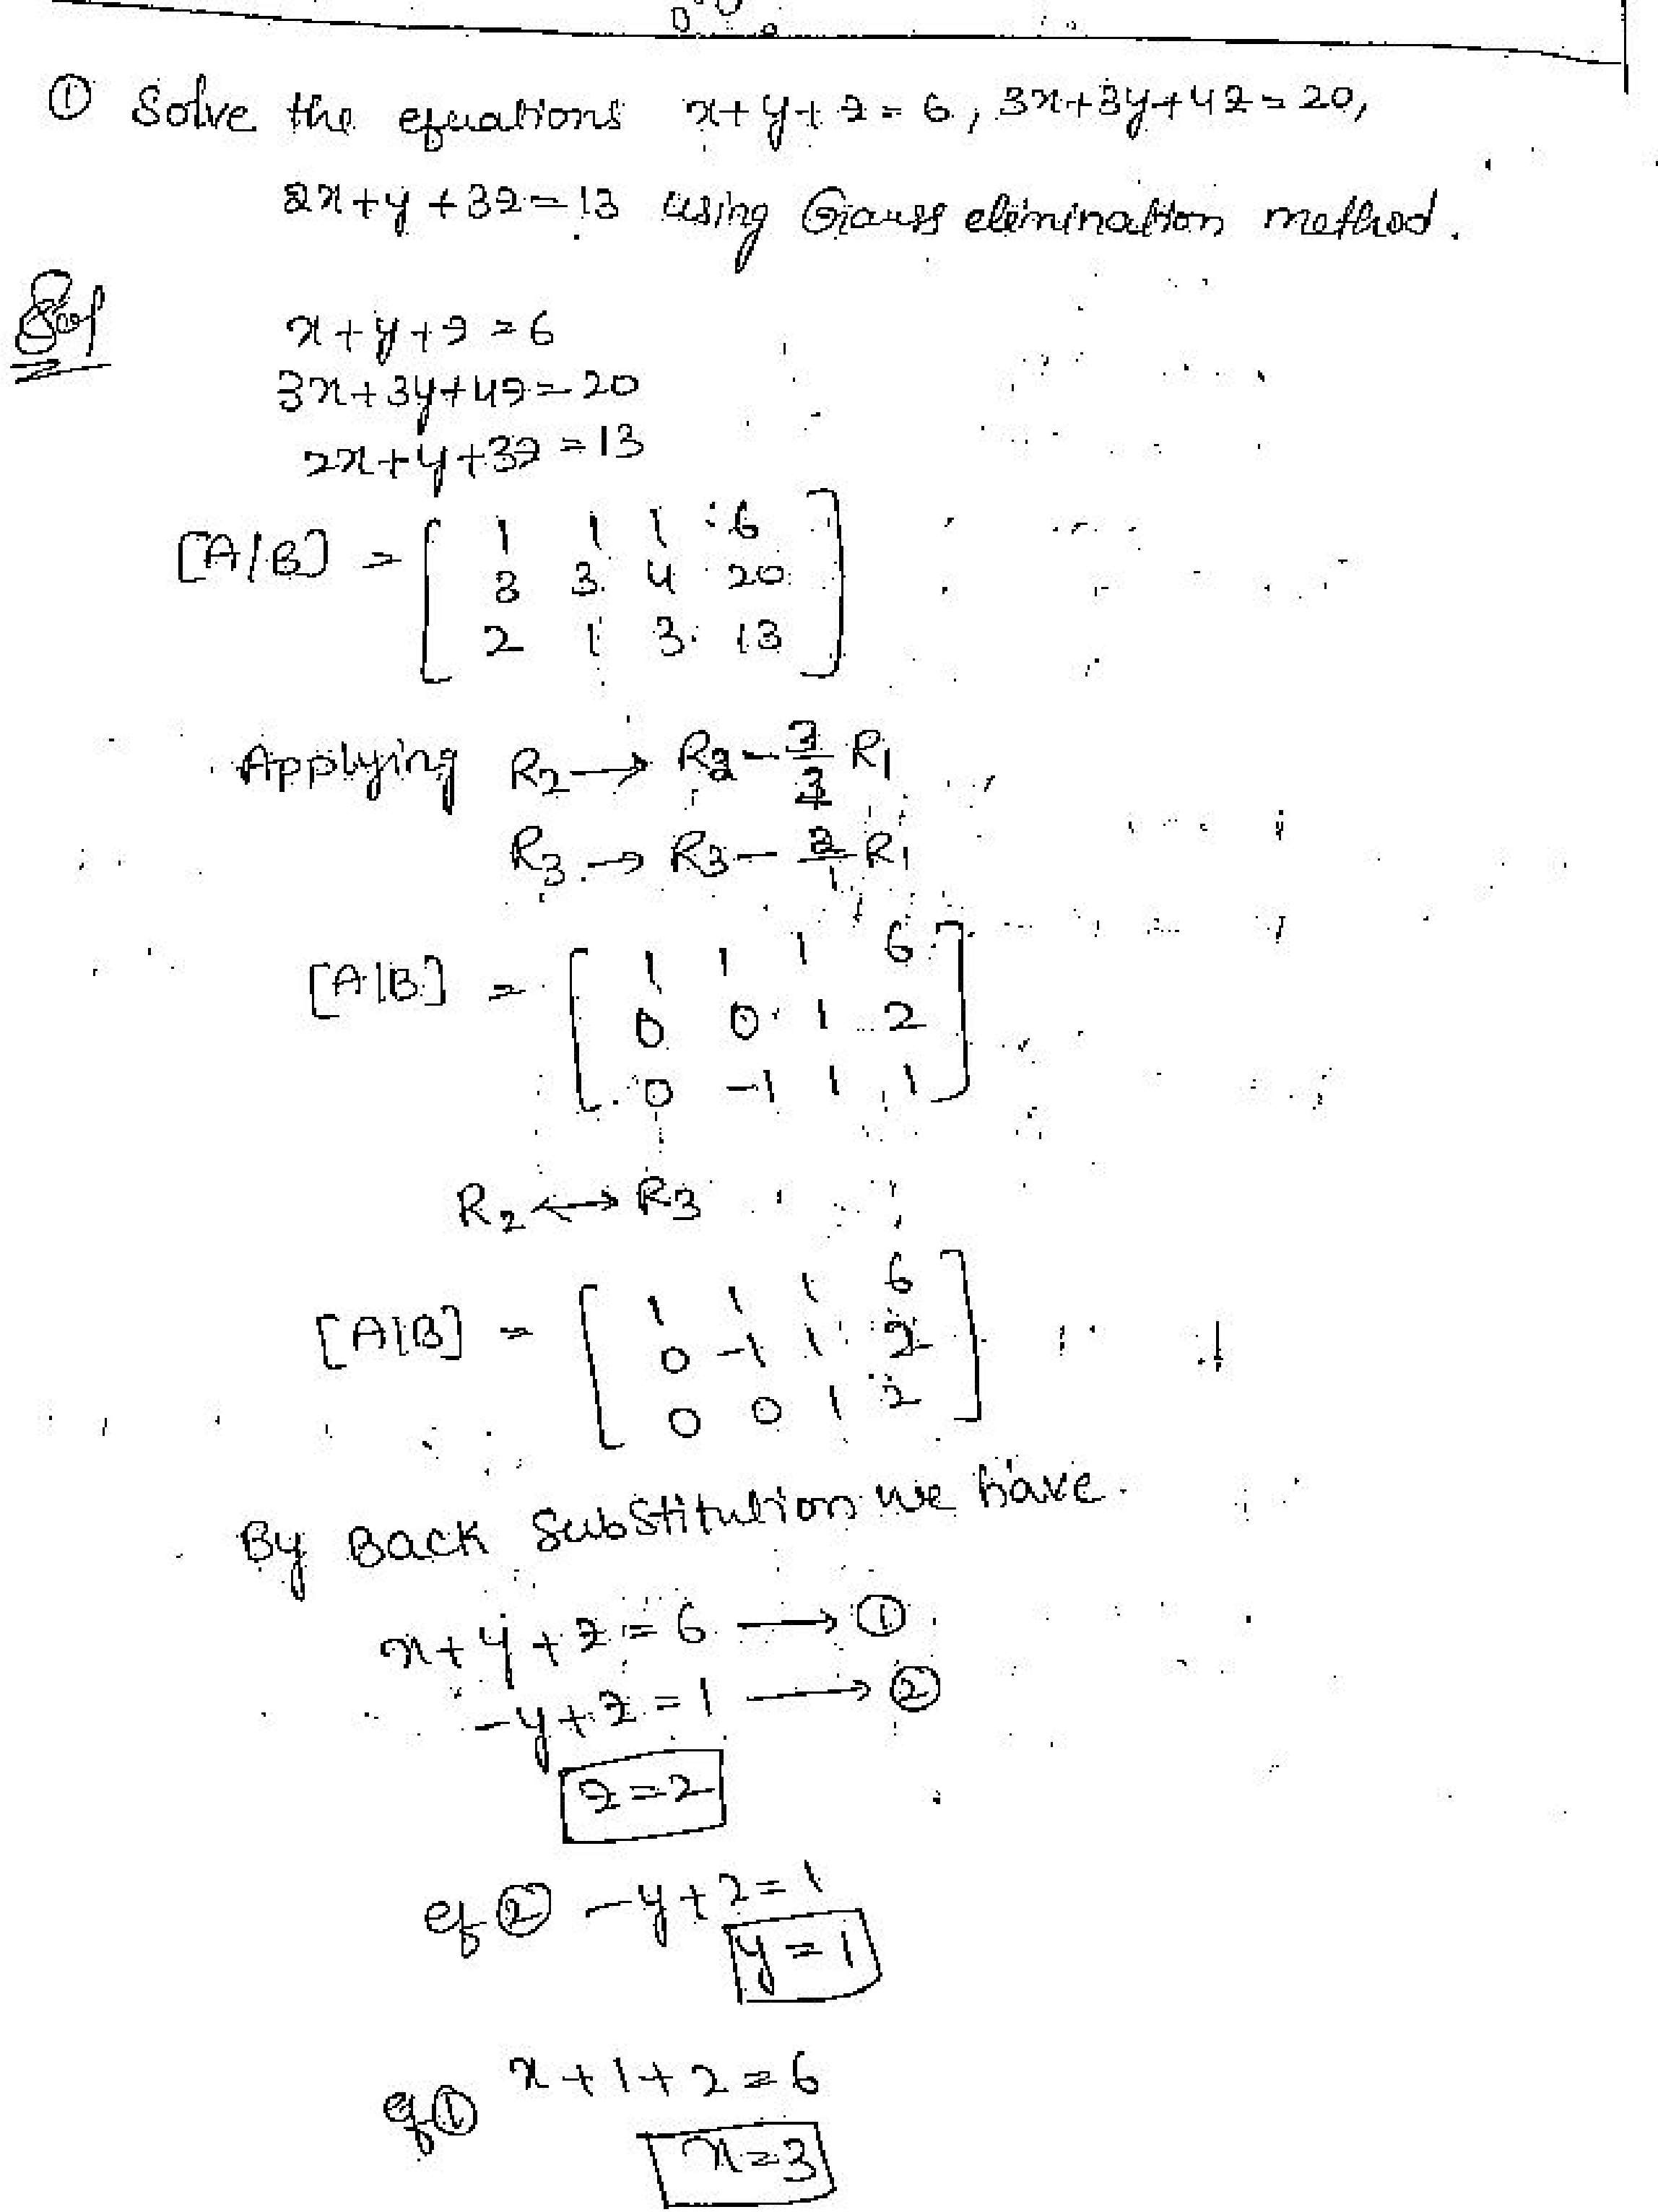 ① Solve the equations x+y+z=6, 3x+3y+4z=20,
2x+y+3z=13 using Gauss elimination method.
Sol
x+y+z=6
3x+3y+4z=20
2x+y+3z=13
[A/B] = [ 1 1 1 : 6
3 3 4 20
2 1 3 13 ]
Applying R2 → R2 - 3/ R1
R3 → R3 - 2/1 R1
[A|B] = [ 1 1 1 6
0 0 1 2
0 -1 1 1 ]
R2 ↔ R3
[A|B] = [ 1 1 1 6
0 -1 1 2
0 0 1 2 ]
By Back Substitution we have.
x+y+z=6 → ①
-y+z=1 → ②
z=2
eq ② -y+2=1
y=1
eq ① x+1+2=6
x=3